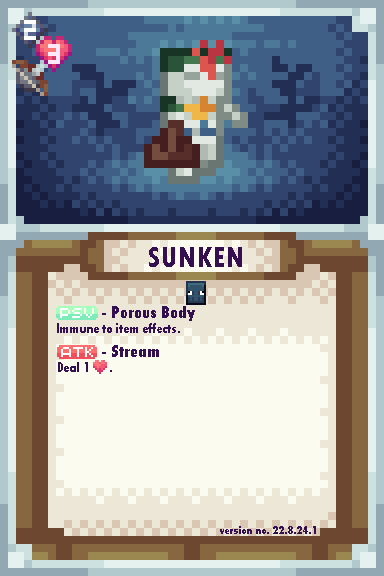 2
3
SUNKEN
PSV - Porous Body
Immune to item effects.
ATK - Stream
Deal 1 ❤.
version no. 22.8.24.1